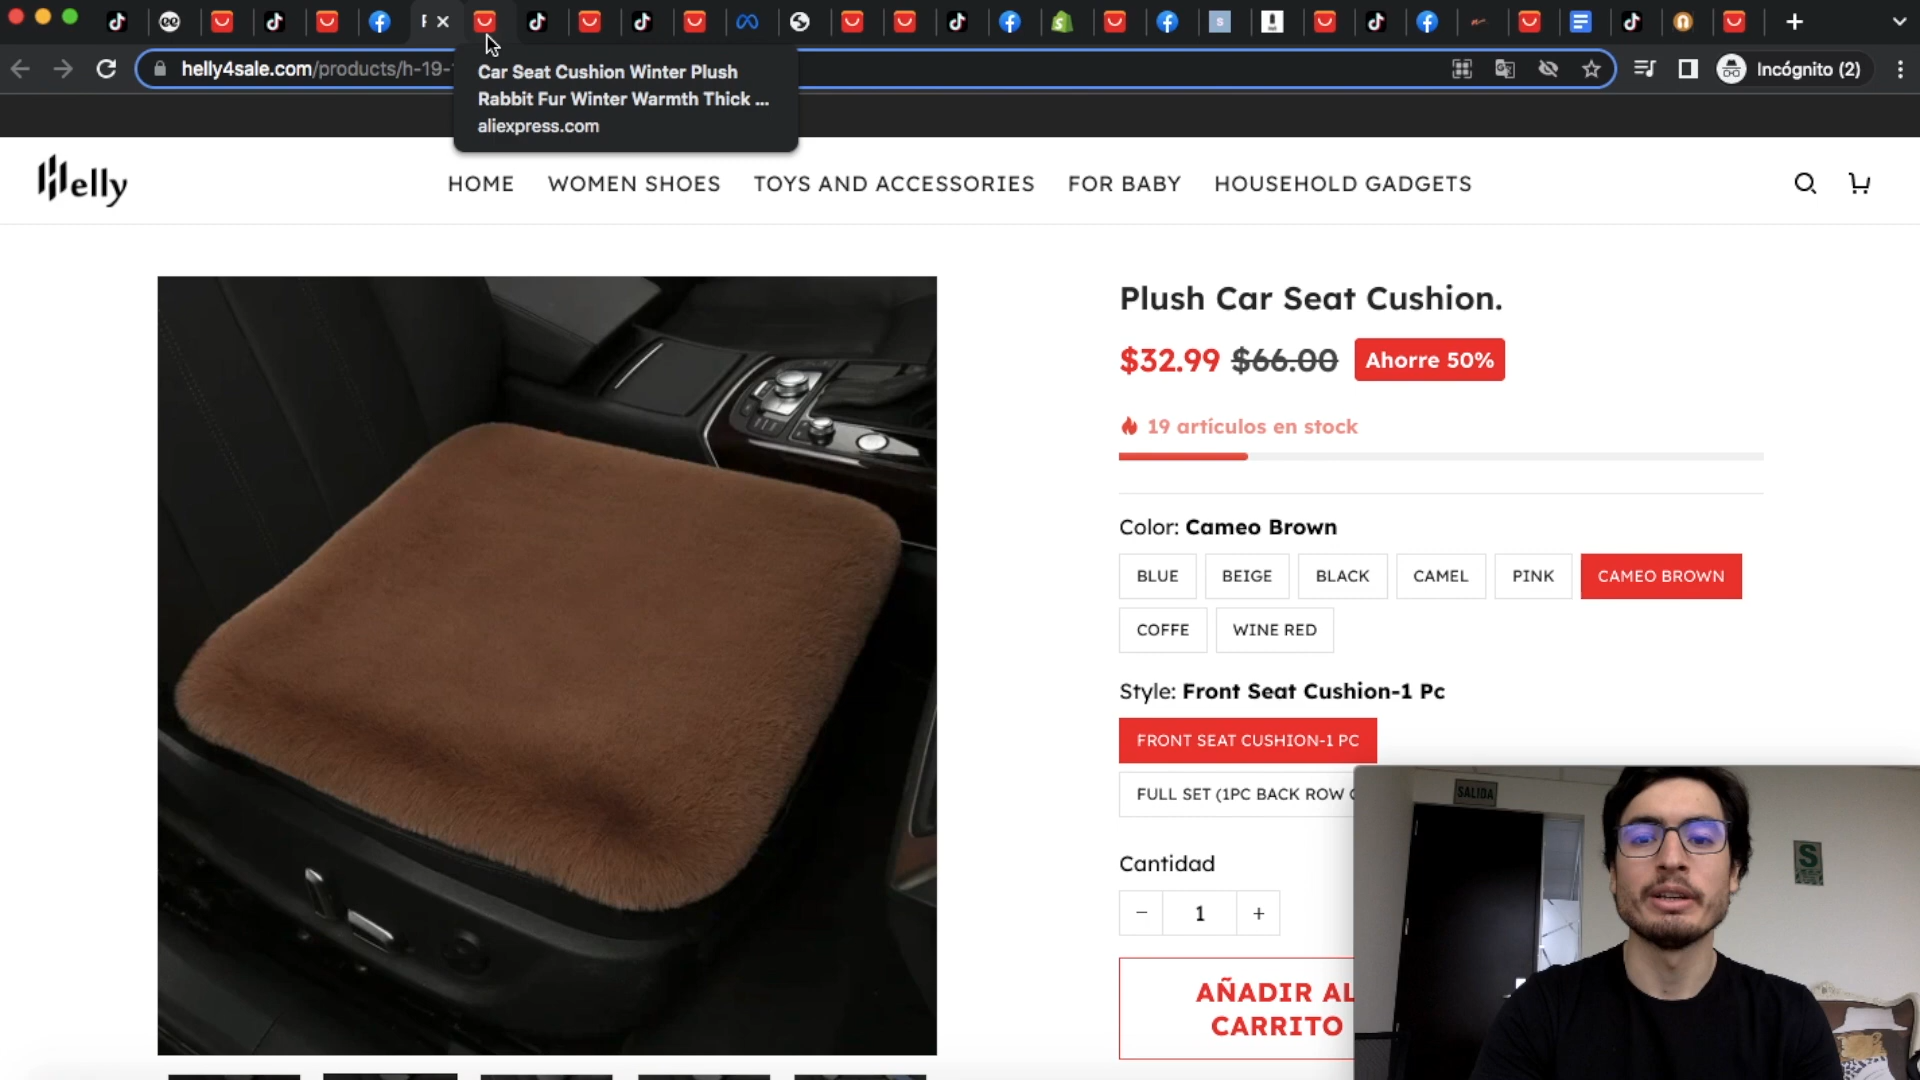 helly4sale.com/products/h-19-
Incógnito (2)
Car Seat Cushion Winter Plush
Rabbit Fur Winter Warmth Thick ...
aliexpress.com
Helly
HOME
WOMEN SHOES
TOYS AND ACCESSORIES
FOR BABY
HOUSEHOLD GADGETS
Plush Car Seat Cushion.
$32.99 $66.00 Ahorre 50%
19 artículos en stock
Color: Cameo Brown
BLUE
BEIGE
BLACK
CAMEL
PINK
CAMEO BROWN
COFFE
WINE RED
Style: Front Seat Cushion-1 Pc
FRONT SEAT CUSHION-1 PC
FULL SET (1PC BACK ROW
Cantidad
− 1 +
AÑADIR AL
CARRITO
SALIDA
S